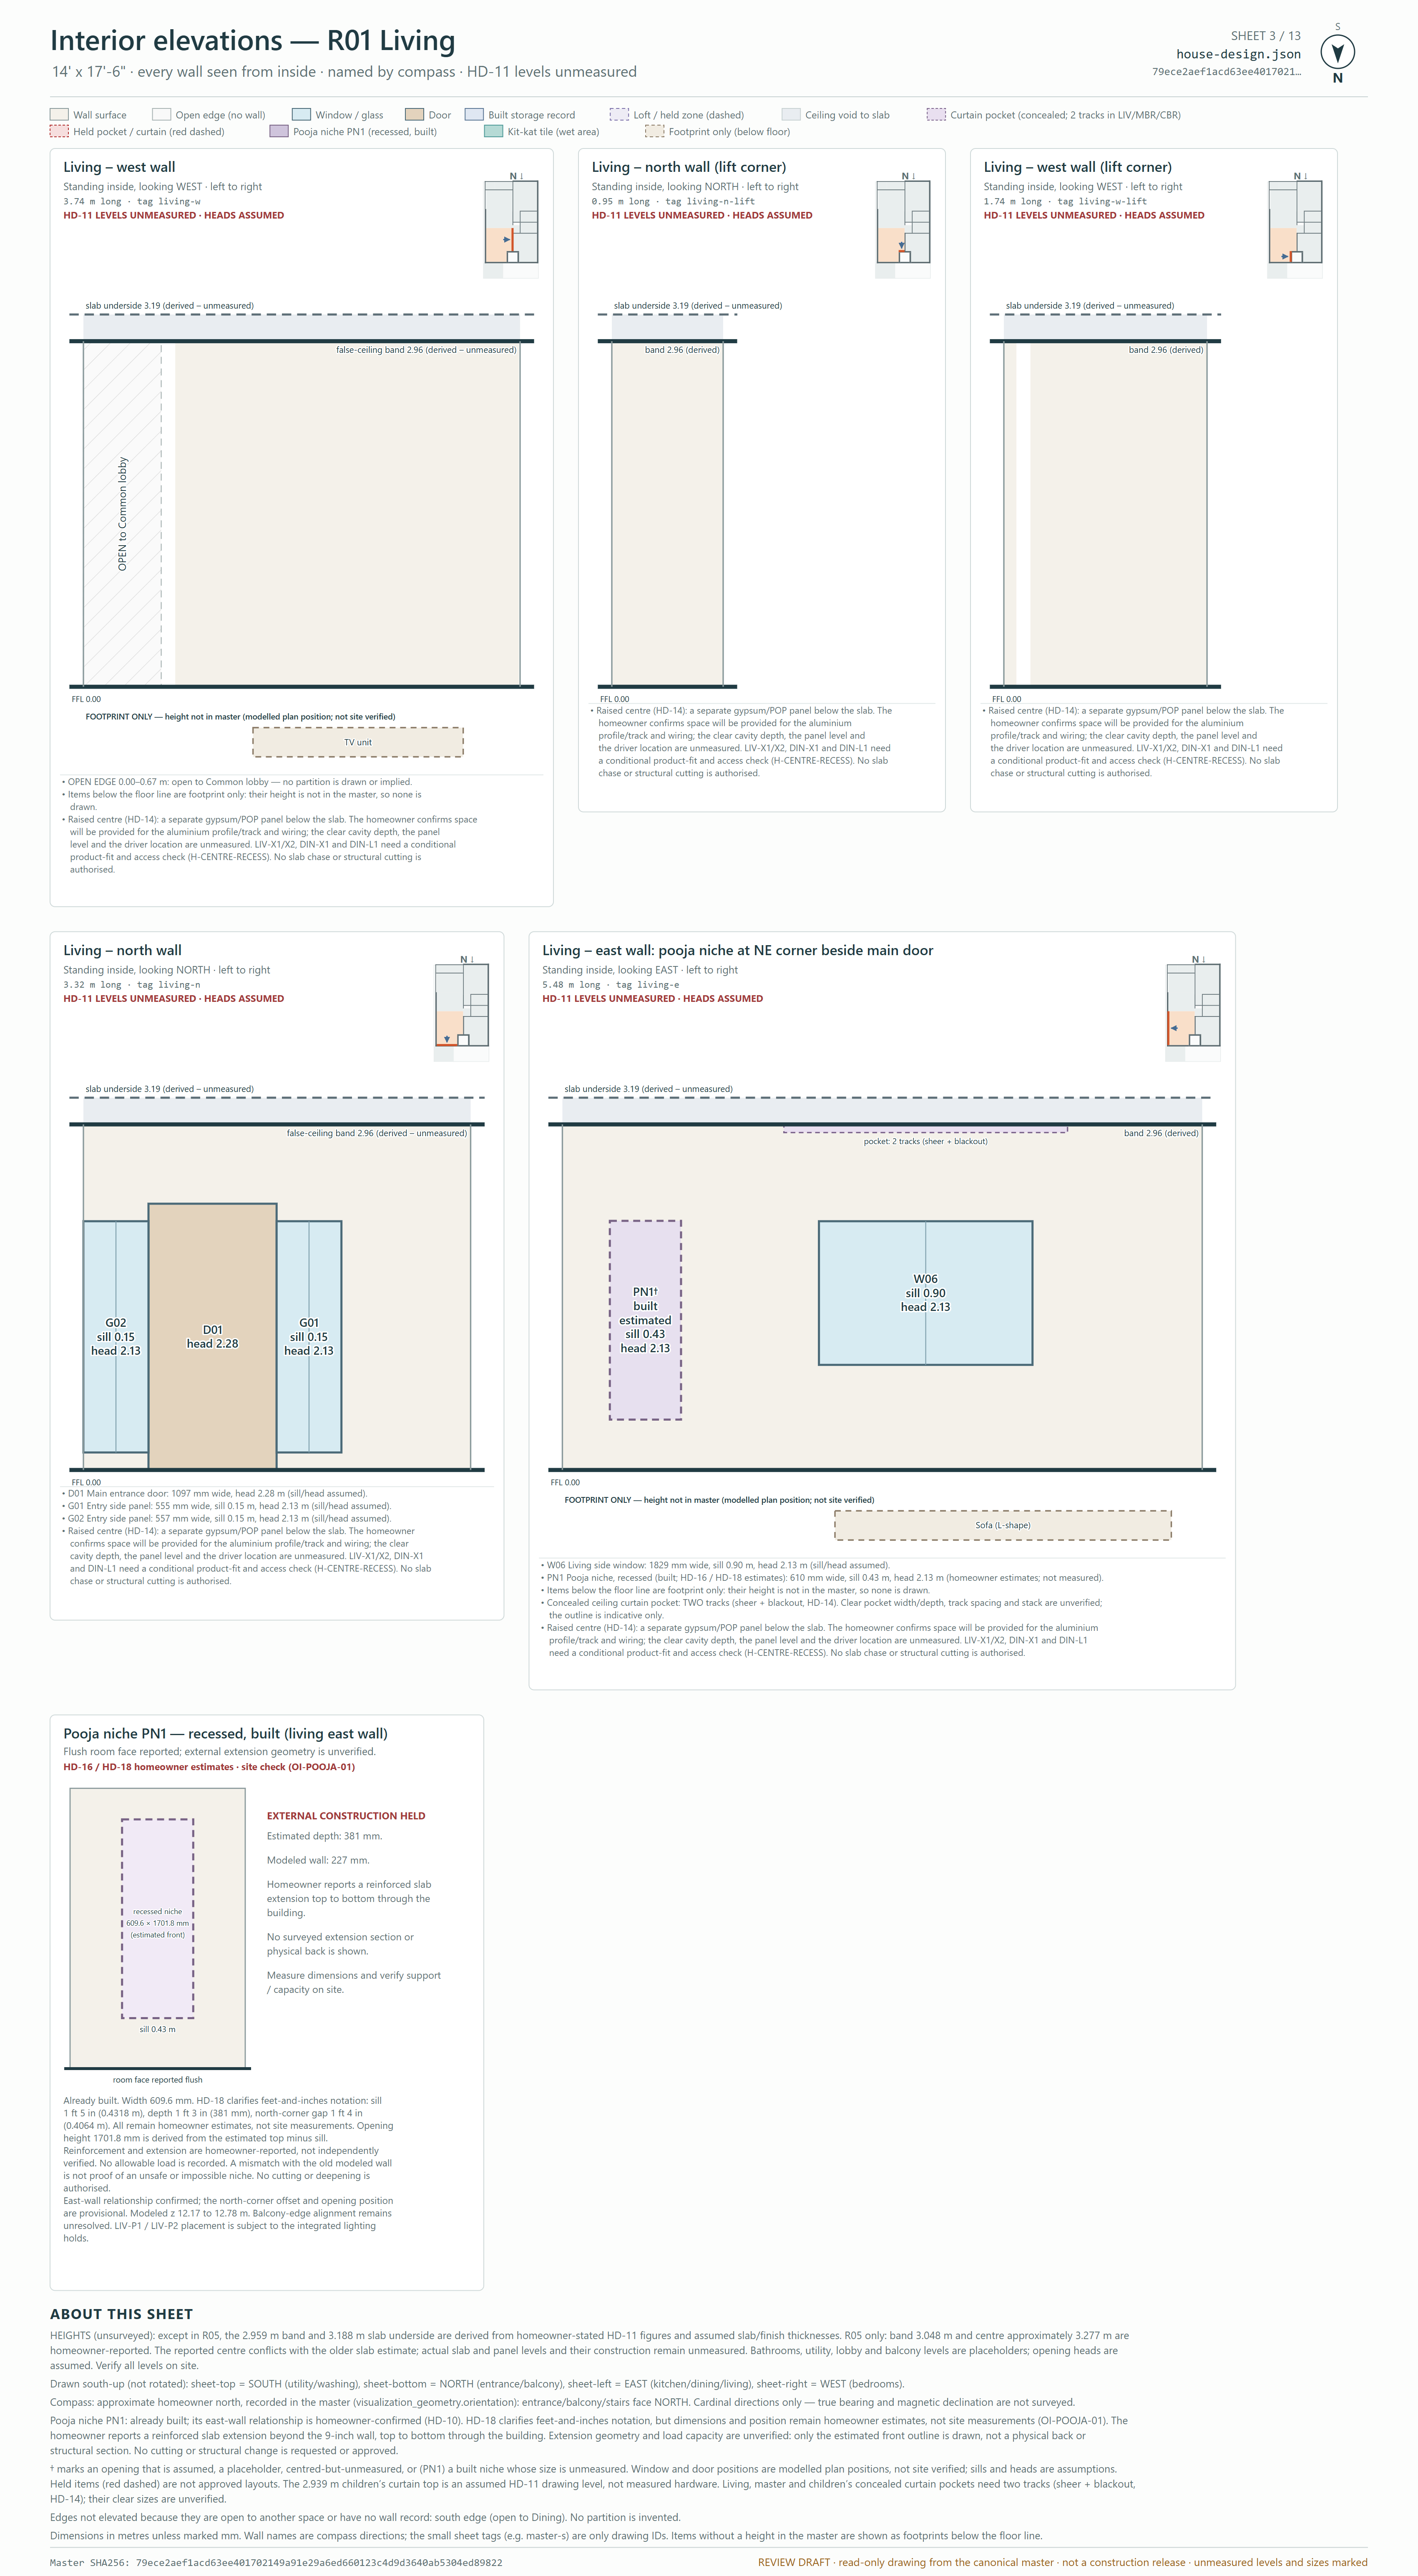 Interior elevations — R01 Living
14' x 17'-6" · every wall seen from inside · named by compass · HD-11 levels unmeasured
SHEET 3 / 13
house-design.json
79ece2aef1acd63ee4017021…
S
N
Wall surface
Open edge (no wall)
Window / glass
Door
Built storage record
Loft / held zone (dashed)
Ceiling void to slab
Curtain pocket (concealed; 2 tracks in LIV/MBR/CBR)
Held pocket / curtain (red dashed)
Pooja niche PN1 (recessed, built)
Kit-kat tile (wet area)
Footprint only (below floor)
Living – west wall
Standing inside, looking WEST · left to right
3.74 m long · tag living-w
HD-11 LEVELS UNMEASURED · HEADS ASSUMED
N ↓
slab underside 3.19 (derived – unmeasured)
false-ceiling band 2.96 (derived – unmeasured)
OPEN to Common lobby
FFL 0.00
FOOTPRINT ONLY — height not in master (modelled plan position; not site verified)
TV unit
• OPEN EDGE 0.00–0.67 m: open to Common lobby — no partition is drawn or implied.
• Items below the floor line are footprint only: their height is not in the master, so none is
drawn.
• Raised centre (HD-14): a separate gypsum/POP panel below the slab. The homeowner confirms space
will be provided for the aluminium profile/track and wiring; the clear cavity depth, the panel
level and the driver location are unmeasured. LIV-X1/X2, DIN-X1 and DIN-L1 need a conditional
product-fit and access check (H-CENTRE-RECESS). No slab chase or structural cutting is
authorised.
Living – north wall (lift corner)
Standing inside, looking NORTH · left to right
0.95 m long · tag living-n-lift
HD-11 LEVELS UNMEASURED · HEADS ASSUMED
N ↓
slab underside 3.19 (derived – unmeasured)
band 2.96 (derived)
FFL 0.00
• Raised centre (HD-14): a separate gypsum/POP panel below the slab. The
homeowner confirms space will be provided for the aluminium
profile/track and wiring; the clear cavity depth, the panel level and
the driver location are unmeasured. LIV-X1/X2, DIN-X1 and DIN-L1 need
a conditional product-fit and access check (H-CENTRE-RECESS). No slab
chase or structural cutting is authorised.
Living – west wall (lift corner)
Standing inside, looking WEST · left to right
1.74 m long · tag living-w-lift
HD-11 LEVELS UNMEASURED · HEADS ASSUMED
N ↓
slab underside 3.19 (derived – unmeasured)
band 2.96 (derived)
FFL 0.00
• Raised centre (HD-14): a separate gypsum/POP panel below the slab. The
homeowner confirms space will be provided for the aluminium
profile/track and wiring; the clear cavity depth, the panel level and
the driver location are unmeasured. LIV-X1/X2, DIN-X1 and DIN-L1 need
a conditional product-fit and access check (H-CENTRE-RECESS). No slab
chase or structural cutting is authorised.
Living – north wall
Standing inside, looking NORTH · left to right
3.32 m long · tag living-n
HD-11 LEVELS UNMEASURED · HEADS ASSUMED
N ↓
slab underside 3.19 (derived – unmeasured)
false-ceiling band 2.96 (derived – unmeasured)
G02
sill 0.15
head 2.13
D01
head 2.28
G01
sill 0.15
head 2.13
FFL 0.00
• D01 Main entrance door: 1097 mm wide, head 2.28 m (sill/head assumed).
• G01 Entry side panel: 555 mm wide, sill 0.15 m, head 2.13 m (sill/head assumed).
• G02 Entry side panel: 557 mm wide, sill 0.15 m, head 2.13 m (sill/head assumed).
• Raised centre (HD-14): a separate gypsum/POP panel below the slab. The homeowner
confirms space will be provided for the aluminium profile/track and wiring; the clear
cavity depth, the panel level and the driver location are unmeasured. LIV-X1/X2, DIN-X1
and DIN-L1 need a conditional product-fit and access check (H-CENTRE-RECESS). No slab
chase or structural cutting is authorised.
Living – east wall: pooja niche at NE corner beside main door
Standing inside, looking EAST · left to right
5.48 m long · tag living-e
HD-11 LEVELS UNMEASURED · HEADS ASSUMED
N ↓
slab underside 3.19 (derived – unmeasured)
pocket: 2 tracks (sheer + blackout)
band 2.96 (derived)
PN1†
built
estimated
sill 0.43
head 2.13
W06
sill 0.90
head 2.13
FFL 0.00
FOOTPRINT ONLY — height not in master (modelled plan position; not site verified)
Sofa (L-shape)
• W06 Living side window: 1829 mm wide, sill 0.90 m, head 2.13 m (sill/head assumed).
• PN1 Pooja niche, recessed (built; HD-16 / HD-18 estimates): 610 mm wide, sill 0.43 m, head 2.13 m (homeowner estimates; not measured).
• Items below the floor line are footprint only: their height is not in the master, so none is drawn.
• Concealed ceiling curtain pocket: TWO tracks (sheer + blackout, HD-14). Clear pocket width/depth, track spacing and stack are unverified;
the outline is indicative only.
• Raised centre (HD-14): a separate gypsum/POP panel below the slab. The homeowner confirms space will be provided for the aluminium
profile/track and wiring; the clear cavity depth, the panel level and the driver location are unmeasured. LIV-X1/X2, DIN-X1 and DIN-L1
need a conditional product-fit and access check (H-CENTRE-RECESS). No slab chase or structural cutting is authorised.
Pooja niche PN1 — recessed, built (living east wall)
Flush room face reported; external extension geometry is unverified.
HD-16 / HD-18 homeowner estimates · site check (OI-POOJA-01)
recessed niche
609.6 × 1701.8 mm
(estimated front)
sill 0.43 m
room face reported flush
EXTERNAL CONSTRUCTION HELD
Estimated depth: 381 mm.
Modeled wall: 227 mm.
Homeowner reports a reinforced slab
extension top to bottom through the
building.
No surveyed extension section or
physical back is shown.
Measure dimensions and verify support
/ capacity on site.
Already built. Width 609.6 mm. HD-18 clarifies feet-and-inches notation: sill
1 ft 5 in (0.4318 m), depth 1 ft 3 in (381 mm), north-corner gap 1 ft 4 in
(0.4064 m). All remain homeowner estimates, not site measurements. Opening
height 1701.8 mm is derived from the estimated top minus sill.
Reinforcement and extension are homeowner-reported, not independently
verified. No allowable load is recorded. A mismatch with the old modeled wall
is not proof of an unsafe or impossible niche. No cutting or deepening is
authorised.
East-wall relationship confirmed; the north-corner offset and opening position
are provisional. Modeled z 12.17 to 12.78 m. Balcony-edge alignment remains
unresolved. LIV-P1 / LIV-P2 placement is subject to the integrated lighting
holds.
ABOUT THIS SHEET
HEIGHTS (unsurveyed): except in R05, the 2.959 m band and 3.188 m slab underside are derived from homeowner-stated HD-11 figures and assumed slab/finish thicknesses. R05 only: band 3.048 m and centre approximately 3.277 m are
homeowner-reported. The reported centre conflicts with the older slab estimate; actual slab and panel levels and their construction remain unmeasured. Bathrooms, utility, lobby and balcony levels are placeholders; opening heads are
assumed. Verify all levels on site.
Drawn south-up (not rotated): sheet-top = SOUTH (utility/washing), sheet-bottom = NORTH (entrance/balcony), sheet-left = EAST (kitchen/dining/living), sheet-right = WEST (bedrooms).
Compass: approximate homeowner north, recorded in the master (visualization_geometry.orientation): entrance/balcony/stairs face NORTH. Cardinal directions only — true bearing and magnetic declination are not surveyed.
Pooja niche PN1: already built; its east-wall relationship is homeowner-confirmed (HD-10). HD-18 clarifies feet-and-inches notation, but dimensions and position remain homeowner estimates, not site measurements (OI-POOJA-01). The
homeowner reports a reinforced slab extension beyond the 9-inch wall, top to bottom through the building. Extension geometry and load capacity are unverified: only the estimated front outline is drawn, not a physical back or
structural section. No cutting or structural change is requested or approved.
† marks an opening that is assumed, a placeholder, centred-but-unmeasured, or (PN1) a built niche whose size is unmeasured. Window and door positions are modelled plan positions, not site verified; sills and heads are assumptions.
Held items (red dashed) are not approved layouts. The 2.939 m children's curtain top is an assumed HD-11 drawing level, not measured hardware. Living, master and children's concealed curtain pockets need two tracks (sheer + blackout,
HD-14); their clear sizes are unverified.
Edges not elevated because they are open to another space or have no wall record: south edge (open to Dining). No partition is invented.
Dimensions in metres unless marked mm. Wall names are compass directions; the small sheet tags (e.g. master-s) are only drawing IDs. Items without a height in the master are shown as footprints below the floor line.
Master SHA256: 79ece2aef1acd63ee401702149a91e29a6ed660123c4d9d3640ab5304ed89822
REVIEW DRAFT · read-only drawing from the canonical master · not a construction release · unmeasured levels and sizes marked